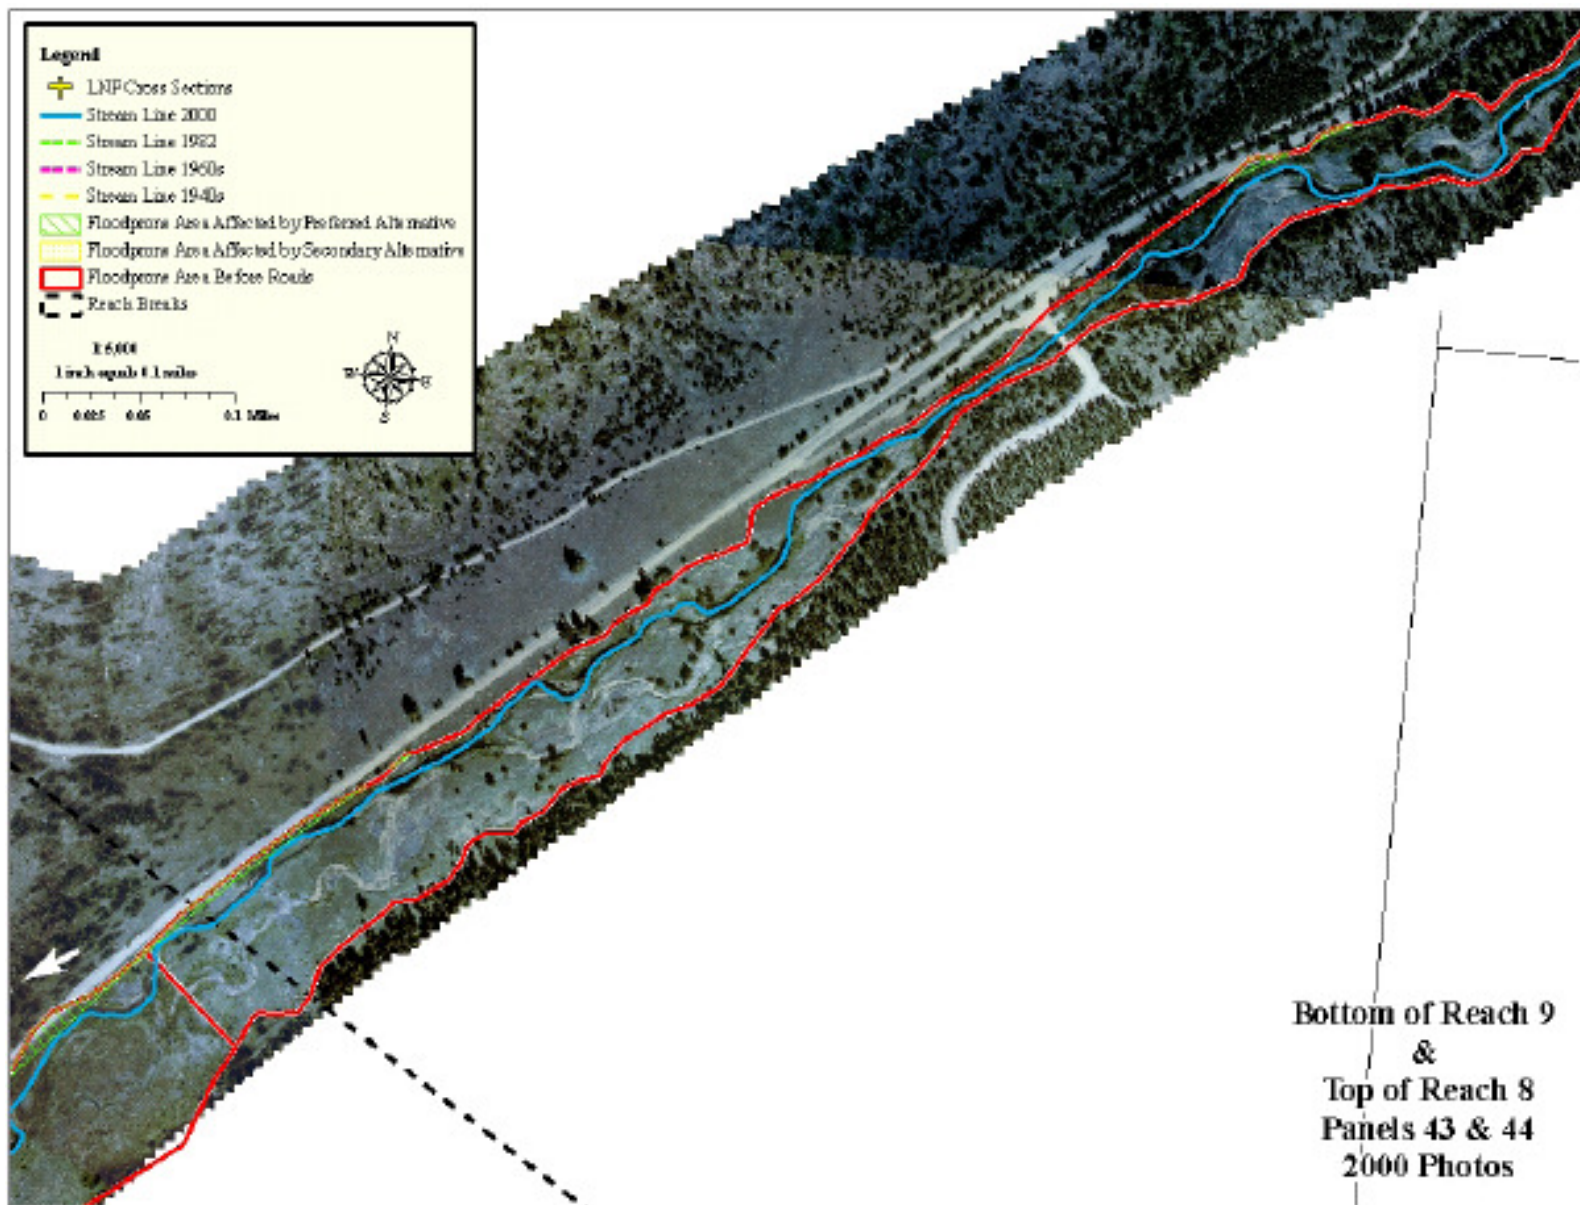 Legend
LNF Cross Sections
Stream Line 2000
Stream Line 1982
Stream Line 1960s
Stream Line 1940s
Floodprone Area Affected by Preferred Alternative
Floodprone Area Affected by Secondary Alternative
Floodprone Area Before Roads
Reach Breaks
1:6,000
1 inch equals 0.1 miles
0 0.025 0.05 0.1 Miles
N
W E
S
Bottom of Reach 9
&
Top of Reach 8
Panels 43 & 44
2000 Photos